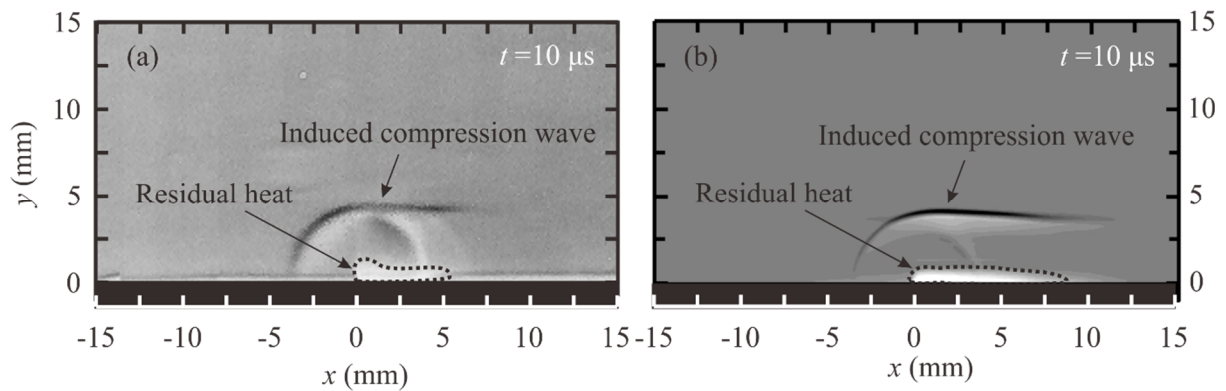 (a)
t =10 μs
Induced compression wave
Residual heat
y (mm)
15
10
5
0
-15 -10 -5 0 5 10 15
x (mm)
(b)
t =10 μs
Induced compression wave
Residual heat
15
10
5
0
-15 -10 -5 0 5 10 15
x (mm)